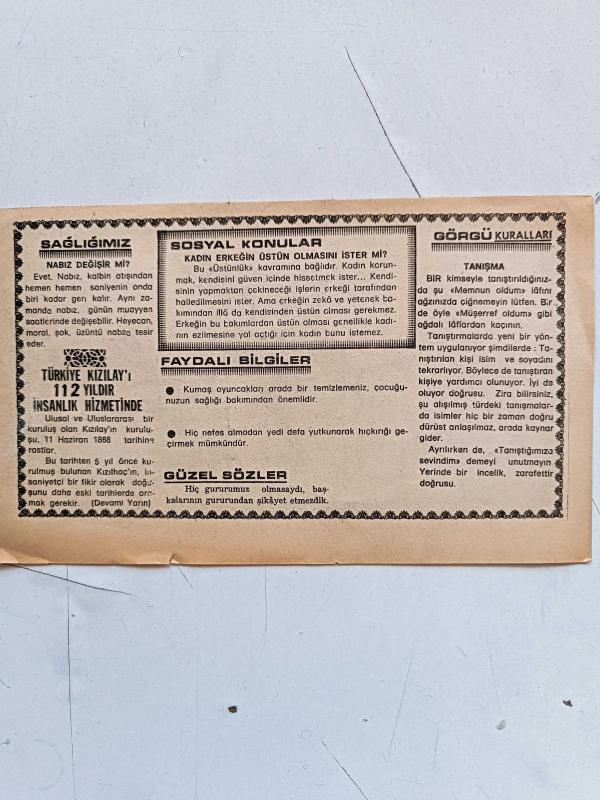 SAĞLIĞIMIZ
NABIZ DEĞİŞİR Mİ?
Evet. Nabız, kalbin atışından
hemen hemen saniyenin onda
biri kadar geri kalır. Aynı za-
manda nabız, günün muayyen
saatlerinde değişebilir. Heyecan,
moral, şok, üzüntü nabza tesir
eder.
TÜRKİYE KIZILAY'ı
112 YILDIR
İNSANLIK HİZMETİNDE
Ulusal ve Uluslararası bir
kuruluş olan Kızılay'ın kurulu-
şu, 11 Haziran 1868 tarihine
rastlar.
Bu tarihten 5 yıl önce ku-
rulmuş bulunan Kızılhaç'ın, in-
saniyetçi bir fikir olarak doğu-
şunu daha eski tarihlerde ara-
mak gerekir. (Devamı Yarın)
SOSYAL KONULAR
KADIN ERKEĞİN ÜSTÜN OLMASINI İSTER Mİ?
Bu «Üstünlük» kavramına bağlıdır. Kadın korun-
mak, kendisini güven içinde hissetmek ister... Kendi-
sinin yapmaktan çekineceği işlerin erkeği tarafından
halledilmesini ister. Ama erkeğin zekâ ve yetenek ba-
kımından illâ da kendisinden üstün olması gerekmez.
Erkeğin bu bakımlardan üstün olması genellikle kadı-
nın ezilmesine yol açtığı için kadın bunu istemez.
FAYDALI BİLGİLER
● Kumaş oyuncakları arada bir temizlemeniz, çocuğu-
nuzun sağlığı bakımından önemlidir.
● Hiç nefes almadan yedi defa yutkunarak hıçkırığı ge-
çirmek mümkündür.
GÜZEL SÖZLER
Hiç gururumuz olmasaydı, baş-
kalarının gururundan şikâyet etmezdik.
GÖRGÜ KURALLARI
TANIŞMA
BİR kimseyle tanıştırıldığınız-
da şu «Memnun oldum» lâfını
ağzınızda çiğnemeyin lütfen. Bir
de öyle «Müşerref oldum» gibi
ağdalı lâflardan kaçının.
Tanıştırmalarda yeni bir yön-
tem uygulanıyor şimdilerde : Ta-
nıştırılan kişi isim ve soyadını
tekrarlıyor. Böylece de tanıştıran
kişiye yardımcı olunuyor. İyi de
oluyor doğrusu. Zira bilirsiniz,
şu alışılmış türdeki tanışmalar-
da isimler hiç bir zaman doğru
dürüst anlaşılmaz, arada kaynar
gider.
Ayrılırken de, «Tanıştığımıza
sevindim» demeyi unutmayın
Yerinde bir incelik, zarafettir
doğrusu.